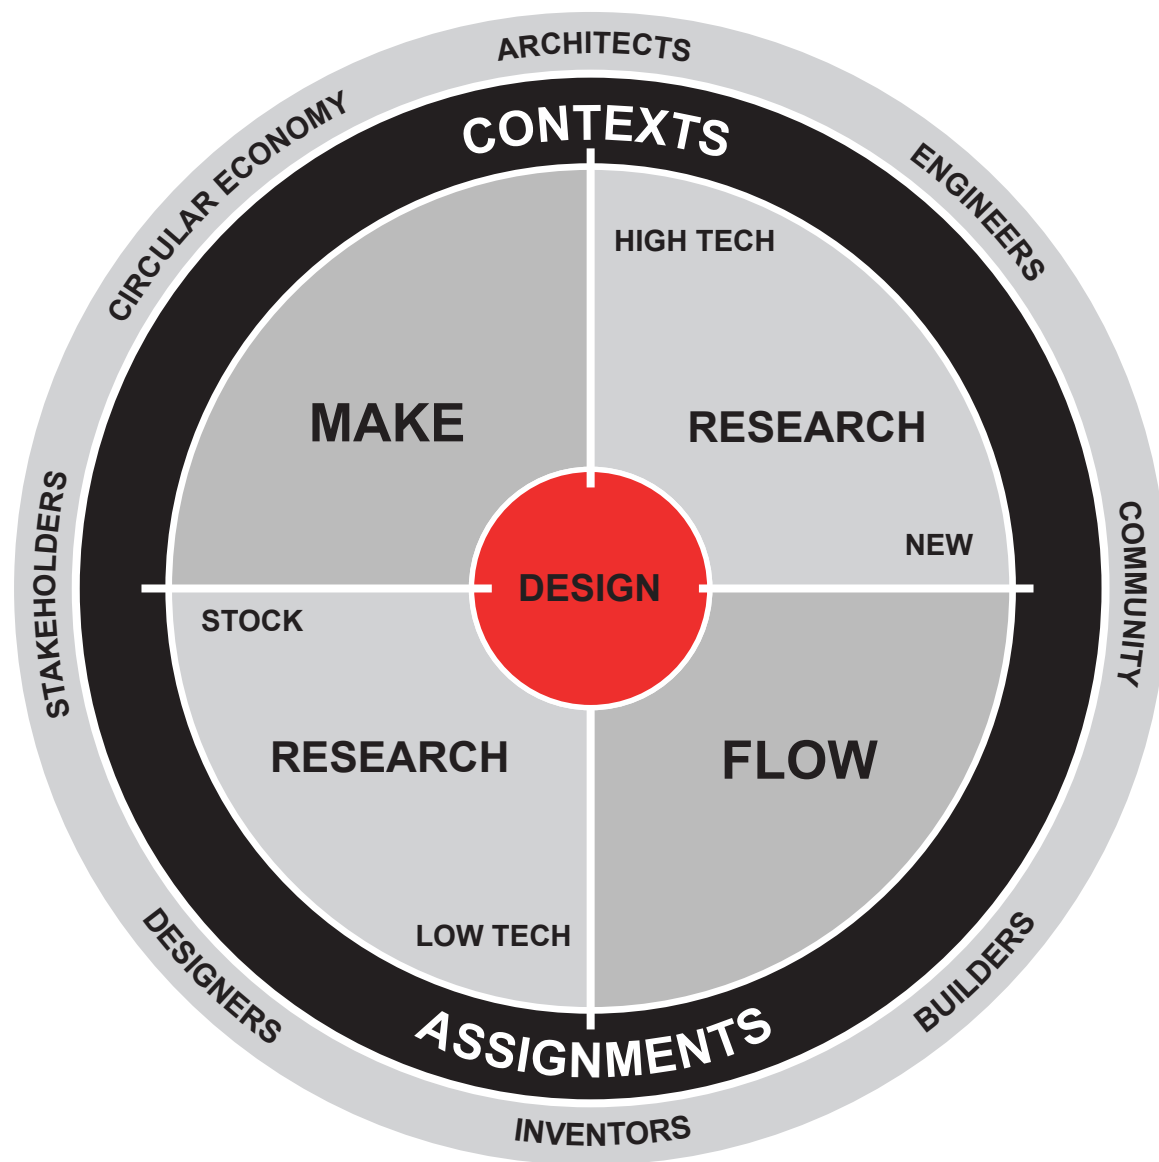 ARCHITECTS
CIRCULAR ECONOMY
ENGINEERS
CONTEXTS
HIGH TECH
MAKE
RESEARCH
STAKEHOLDERS
COMMUNITY
NEW
DESIGN
STOCK
RESEARCH
FLOW
LOW TECH
DESIGNERS
BUILDERS
ASSIGNMENTS
INVENTORS